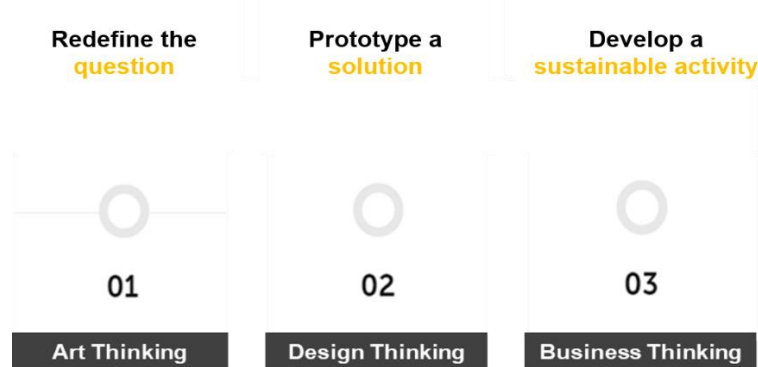 Redefine the
question
Prototype a
solution
Develop a
sustainable activity
01
02
03
Art Thinking
Design Thinking
Business Thinking